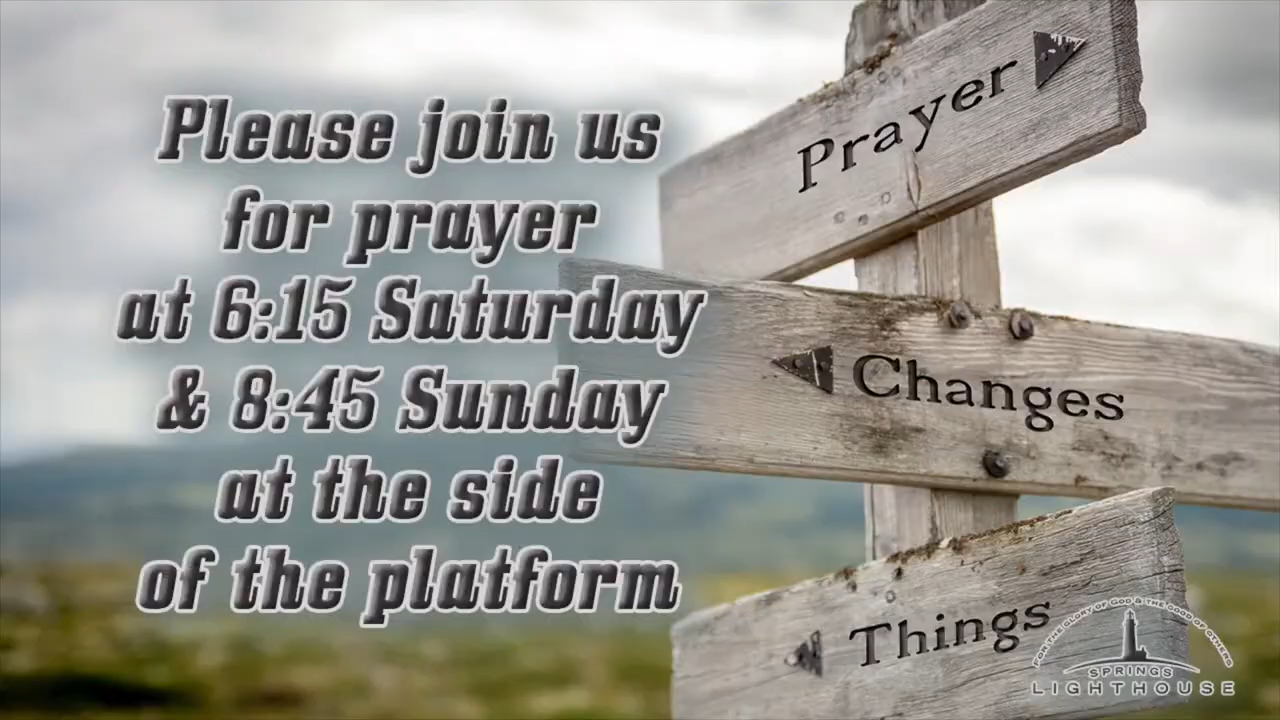 Please join us
for prayer
at 6:15 Saturday
& 8:45 Sunday
at the side
of the platform
Prayer
Changes
Things
FOR THE GLORY OF GOD & THE GOOD OF OTHERS
SPRINGS
LIGHTHOUSE